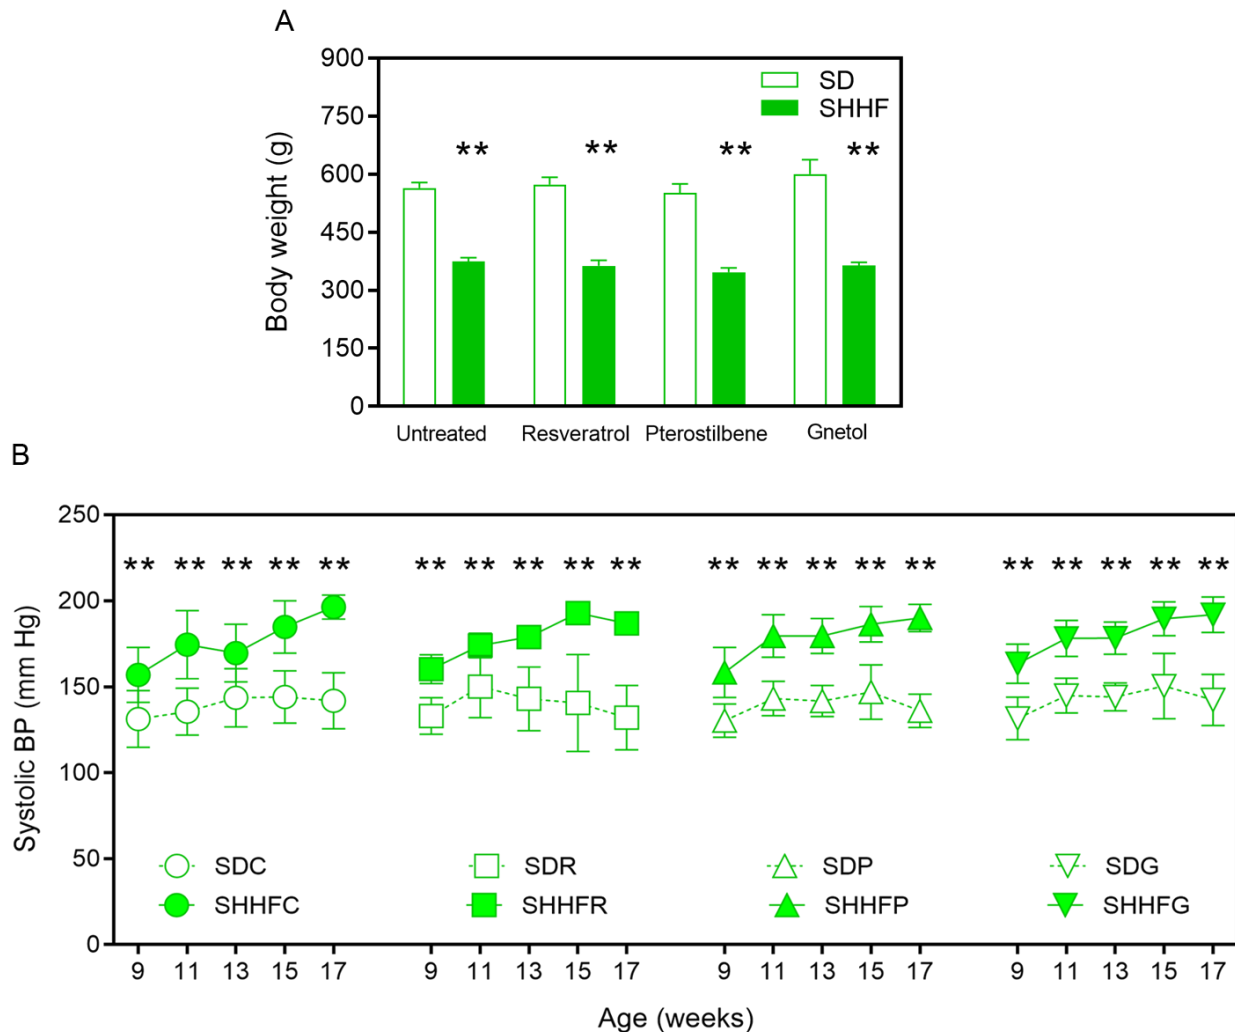 A
900
750
600
450
300
150
0
Body weight (g)
SD
SHHF
** ** ** **
Untreated Resveratrol Pterostilbene Gnetol
B
250
200
150
100
50
0
Systolic BP (mm Hg)
** ** ** ** ** ** ** ** ** ** ** ** ** ** ** ** ** ** ** **
SDC SDR SDP SDG
SHHFC SHHFR SHHFP SHHFG
9 11 13 15 17 9 11 13 15 17 9 11 13 15 17 9 11 13 15 17
Age (weeks)